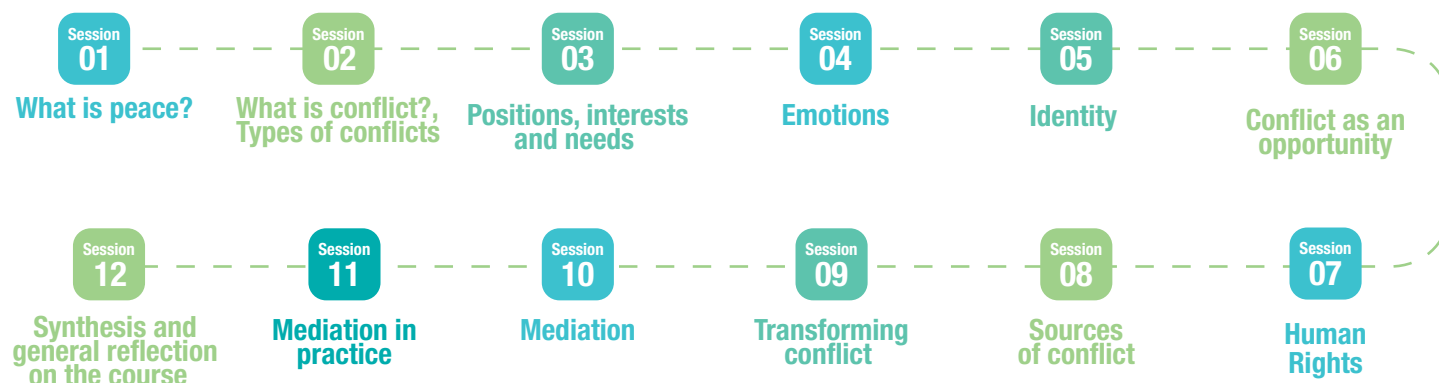 Session
01
What is peace?
Session
02
What is conflict?,
Types of conflicts
Session
03
Positions, interests
and needs
Session
04
Emotions
Session
05
Identity
Session
06
Conflict as an
opportunity
Session
12
Synthesis and
general reflection
on the course
Session
11
Mediation in
practice
Session
10
Mediation
Session
09
Transforming
conflict
Session
08
Sources
of conflict
Session
07
Human
Rights